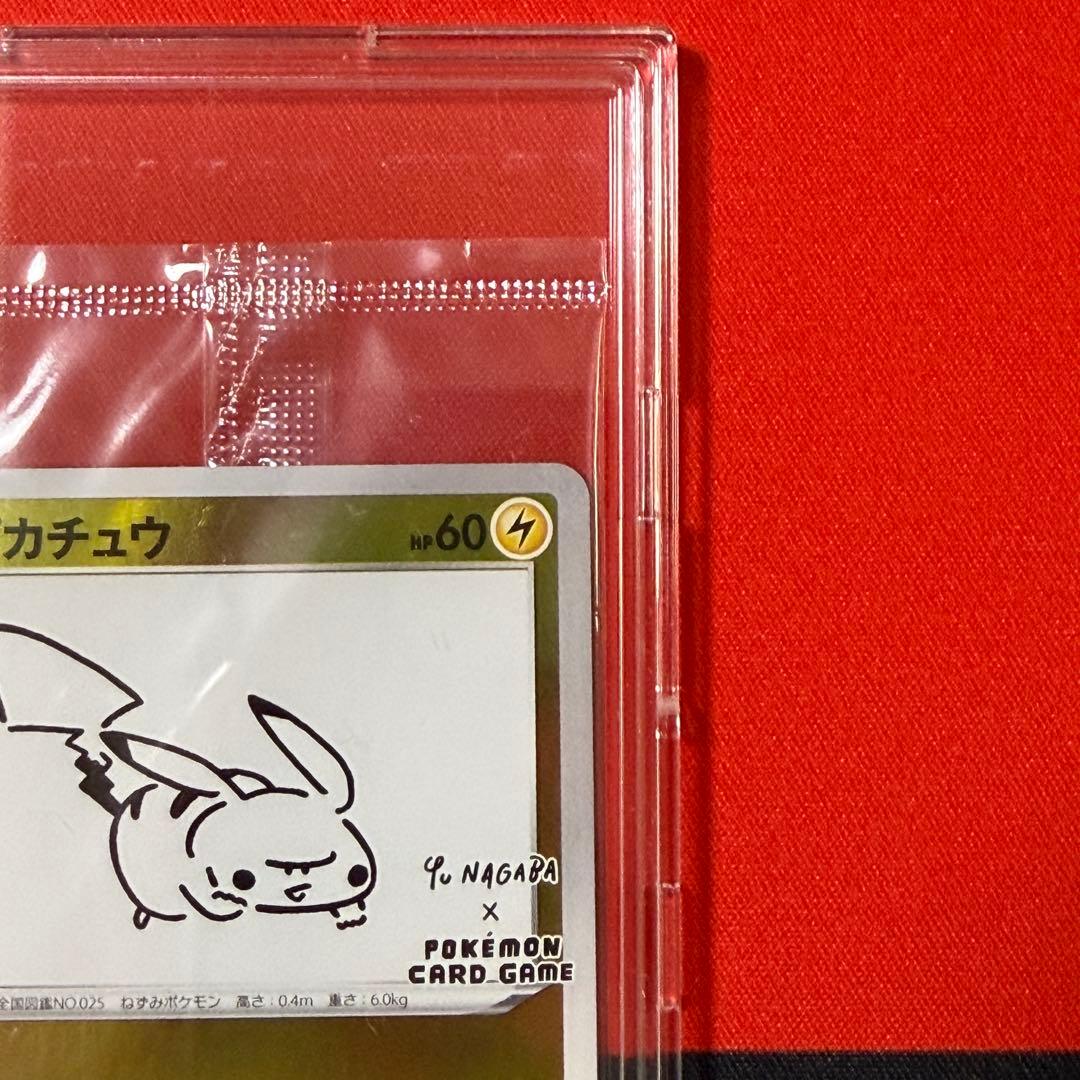 カチュウ HP60
Yu NAGABA
×
POKÉMON
CARD GAME
全国図鑑NO.025 ねずみポケモン 高さ:0.4m 重さ:6.0kg